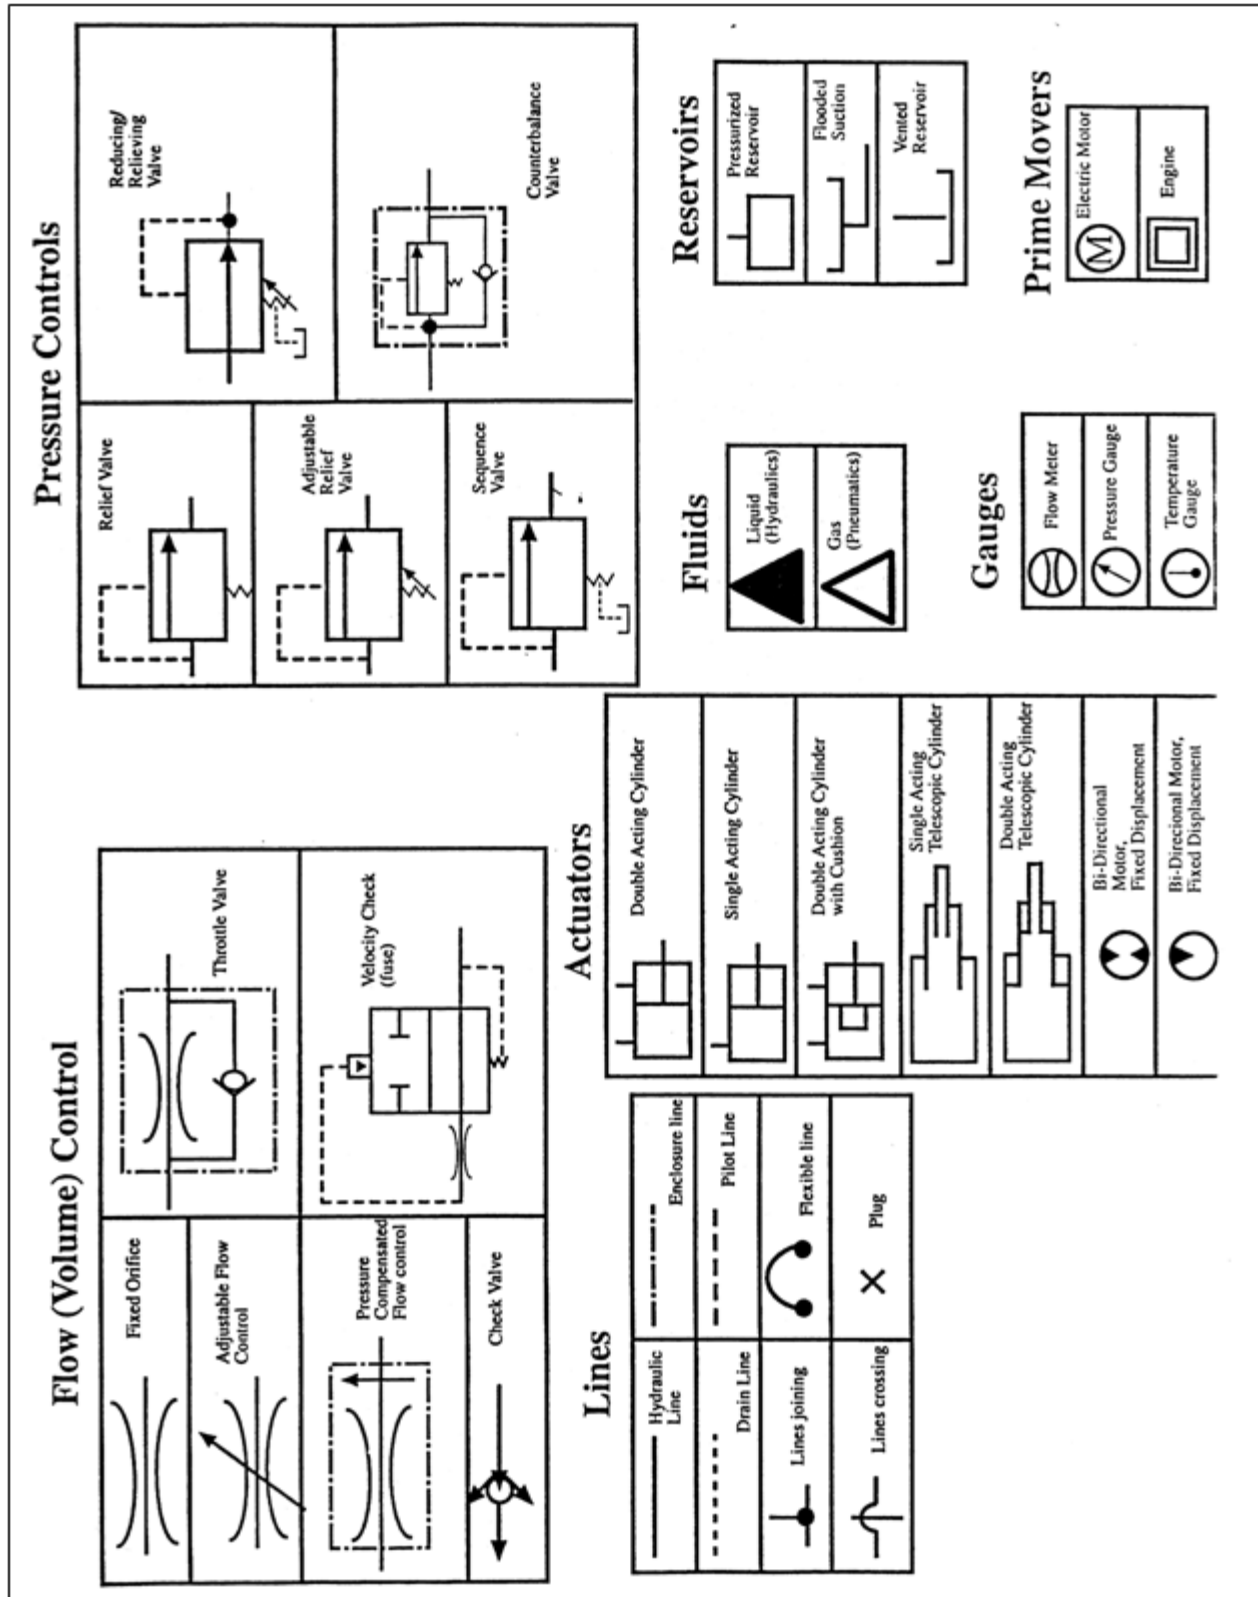 Flow (Volume) Control
Fixed Orifice
Adjustable Flow
Control
Pressure
Compensated
Flow control
Check Valve
Throttle Valve
Velocity Check
(fuse)
Pressure Controls
Relief Valve
Adjustable
Relief
Valve
Sequence
Valve
Reducing/
Relieving
Valve
Counterbalance
Valve
Lines
Hydraulic
Line
Enclosure line
Drain Line
Pilot Line
Lines joining
Flexible line
Lines crossing
Plug
Actuators
Double Acting Cylinder
Single Acting Cylinder
Double Acting Cylinder
with Cushion
Single Acting
Telescopic Cylinder
Double Acting
Telescopic Cylinder
Bi-Directional
Motor,
Fixed Displacement
Bi-Direcional Motor,
Fixed Displacement
Fluids
Liquid
(Hydraulics)
Gas
(Pneumatics)
Reservoirs
Pressurized
Reservoir
Flooded
Suction
Vented
Reservoir
Gauges
Flow Meter
Pressure Gauge
Temperature
Gauge
Prime Movers
M
Electric Motor
Engine